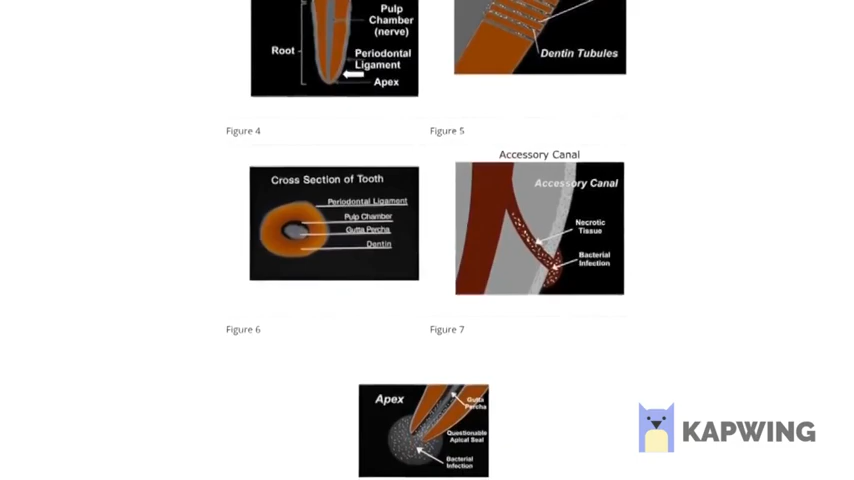 Pulp
Chamber
(nerve)
Root
Periodontal
Ligament
Apex
Dentin Tubules
Figure 4
Figure 5
Accessory Canal
Cross Section of Tooth
Periodontal Ligament
Pulp Chamber
Gutta Percha
Dentin
Accessory Canal
Necrotic
Tissue
Bacterial
Infection
Figure 6
Figure 7
Apex
Gutta
Percha
Questionable
Apical Seal
Bacterial
Infection
KAPWING